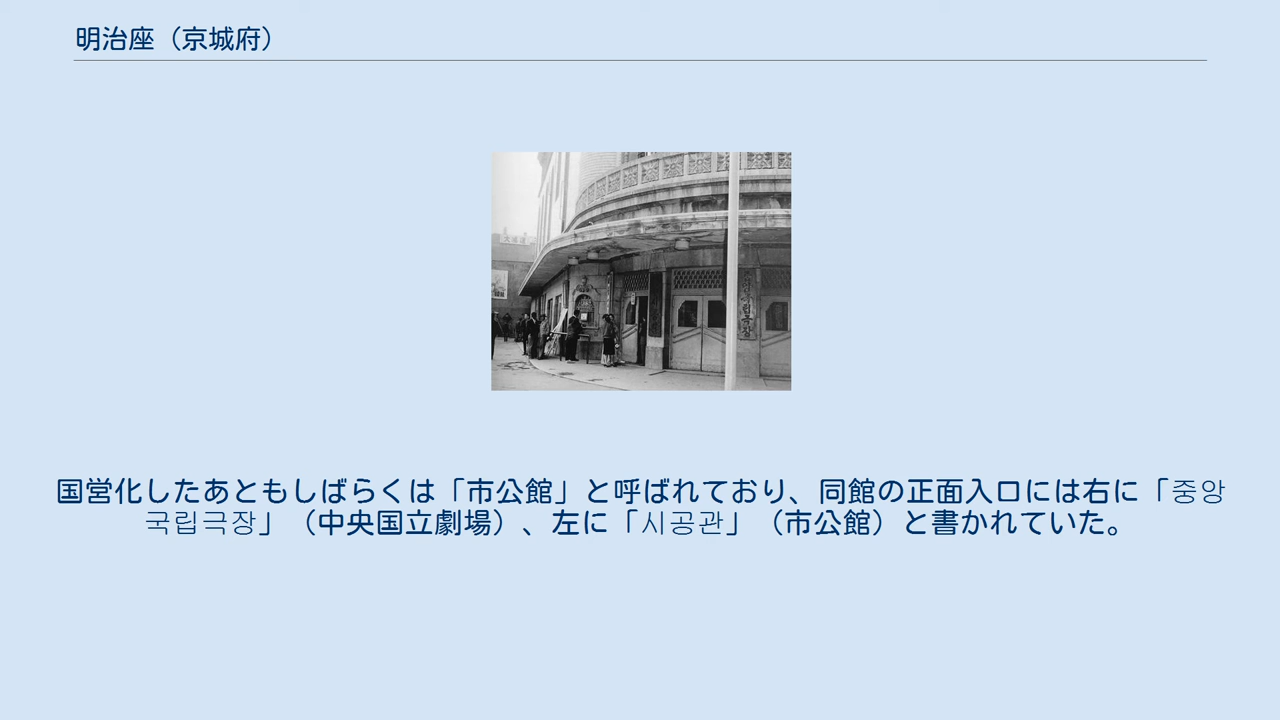 明治座（京城府）
国営化したあともしばらくは「市公館」と呼ばれており、同館の正面入口には右に「중앙
국립극장」（中央国立劇場）、左に「시공관」（市公館）と書かれていた。